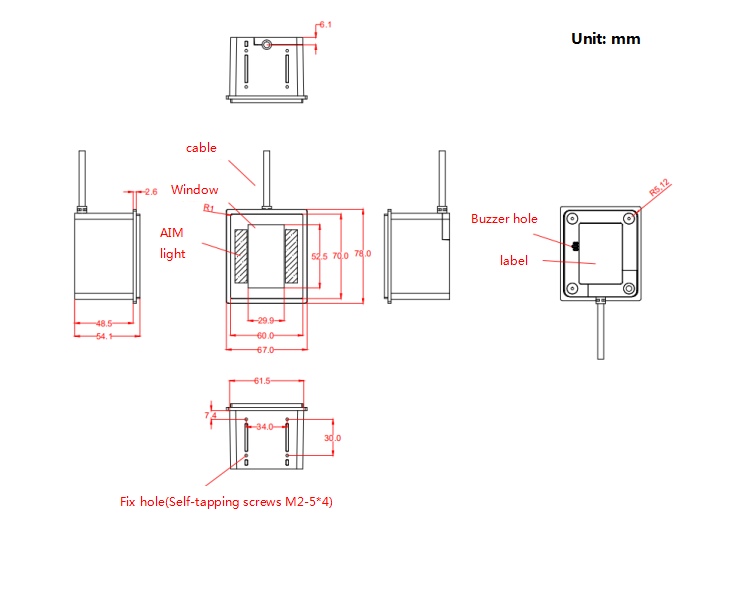 6.1
Unit: mm
cable
Window
2.6
R1
AIM
light
52.5
70.0
78.0
R5.12
Buzzer hole
label
48.5
54.1
29.9
60.0
67.0
61.5
7.4
34.0
30.0
Fix hole(Self-tapping screws M2-5*4)